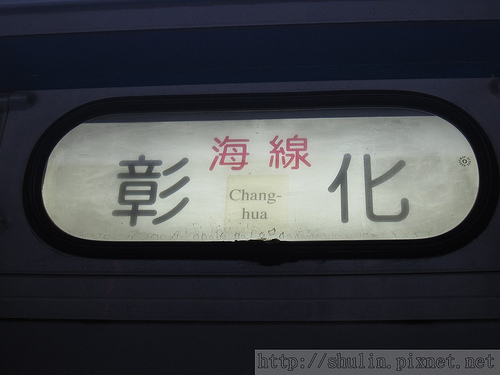 海線
彰化
Chang-
hua
http://shulin.pixnet.net